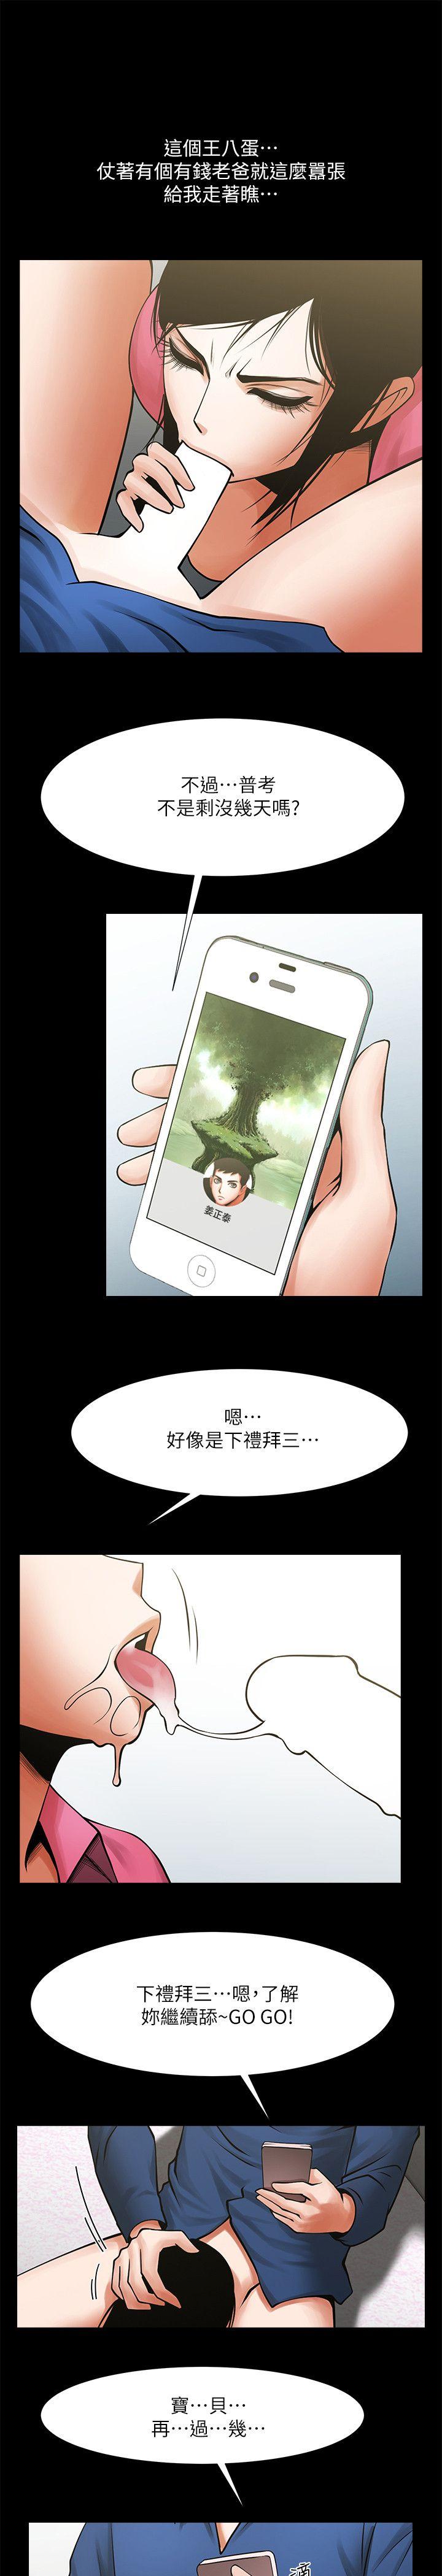 這個王八蛋⋯
仗著有個有錢老爸就這麼囂張
給我走著瞧⋯
不過⋯普考
不是剩沒幾天嗎?
姜正泰
嗯⋯
好像是下禮拜三⋯
下禮拜三⋯嗯,了解
妳繼續舔~GO GO!
寶⋯貝⋯
再⋯過⋯幾⋯